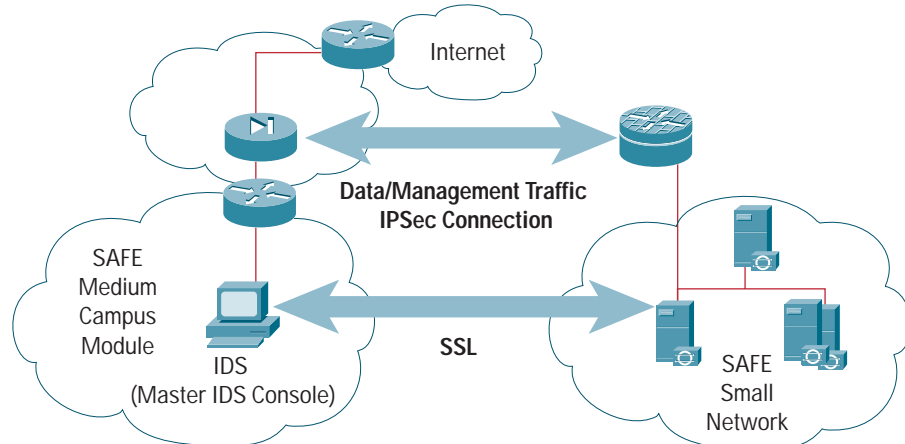 Internet
Data/Management Traffic
IPSec Connection
SAFE
Medium
Campus
Module
IDS
(Master IDS Console)
SSL
SAFE
Small
Network